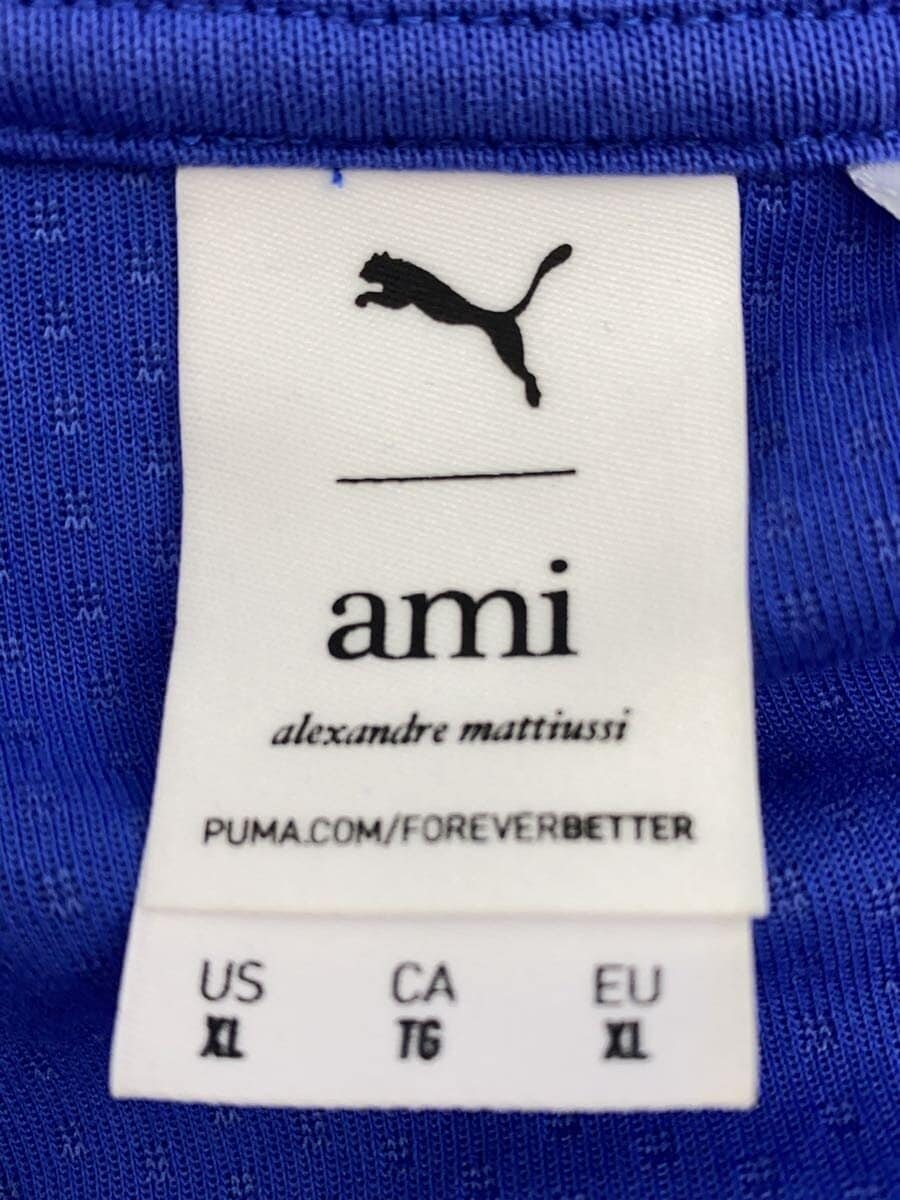 ami
alexandre mattiussi
PUMA.COM/FOREVERBETTER
US CA EU
XL TG XL